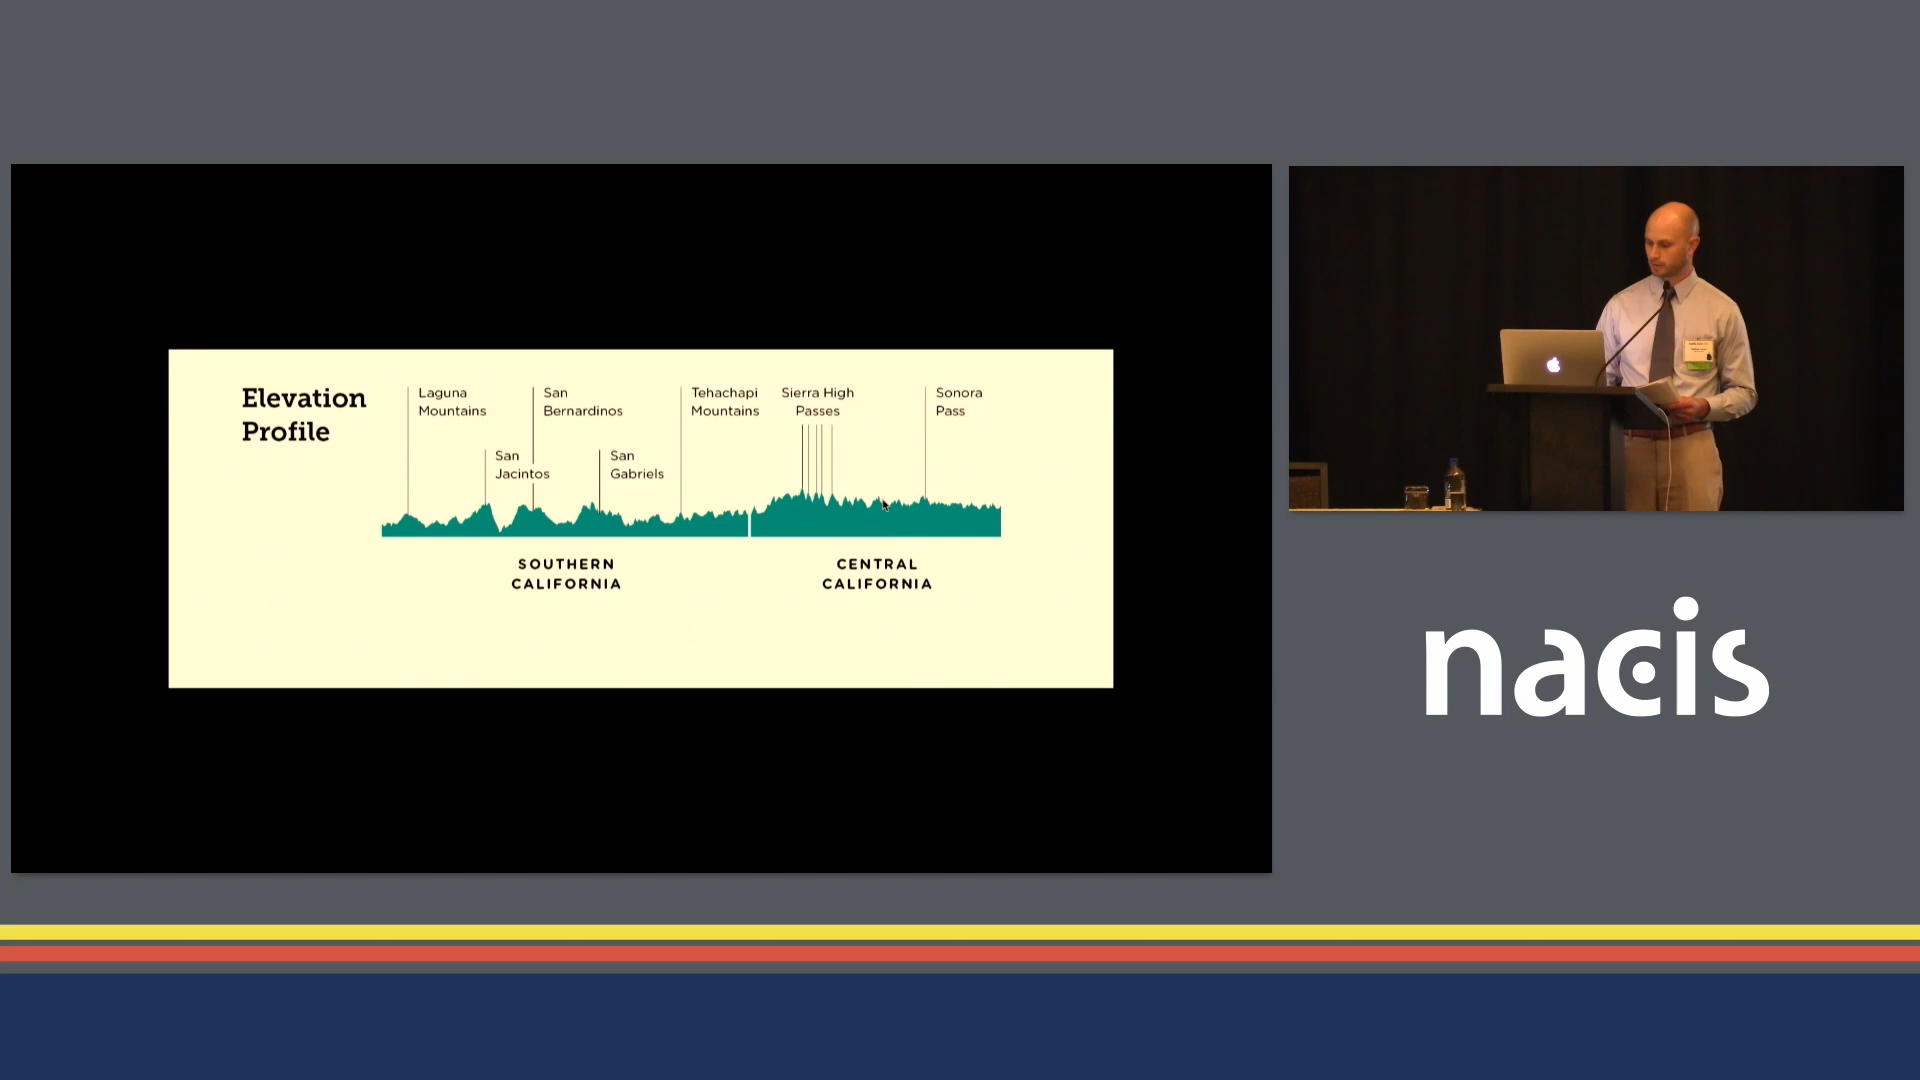 Elevation
Profile
Laguna
Mountains
San
Bernardinos
Tehachapi
Mountains
Sierra High
Passes
Sonora
Pass
San
Jacintos
San
Gabriels
SOUTHERN
CALIFORNIA
CENTRAL
CALIFORNIA
nacis